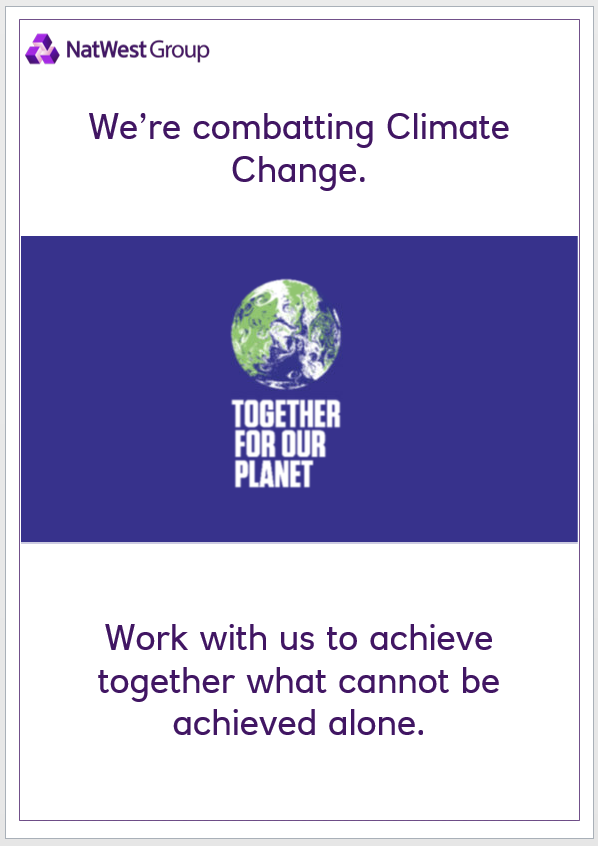 NatWest Group
We’re combatting Climate
Change.
TOGETHER
FOR OUR
PLANET
Work with us to achieve
together what cannot be
achieved alone.